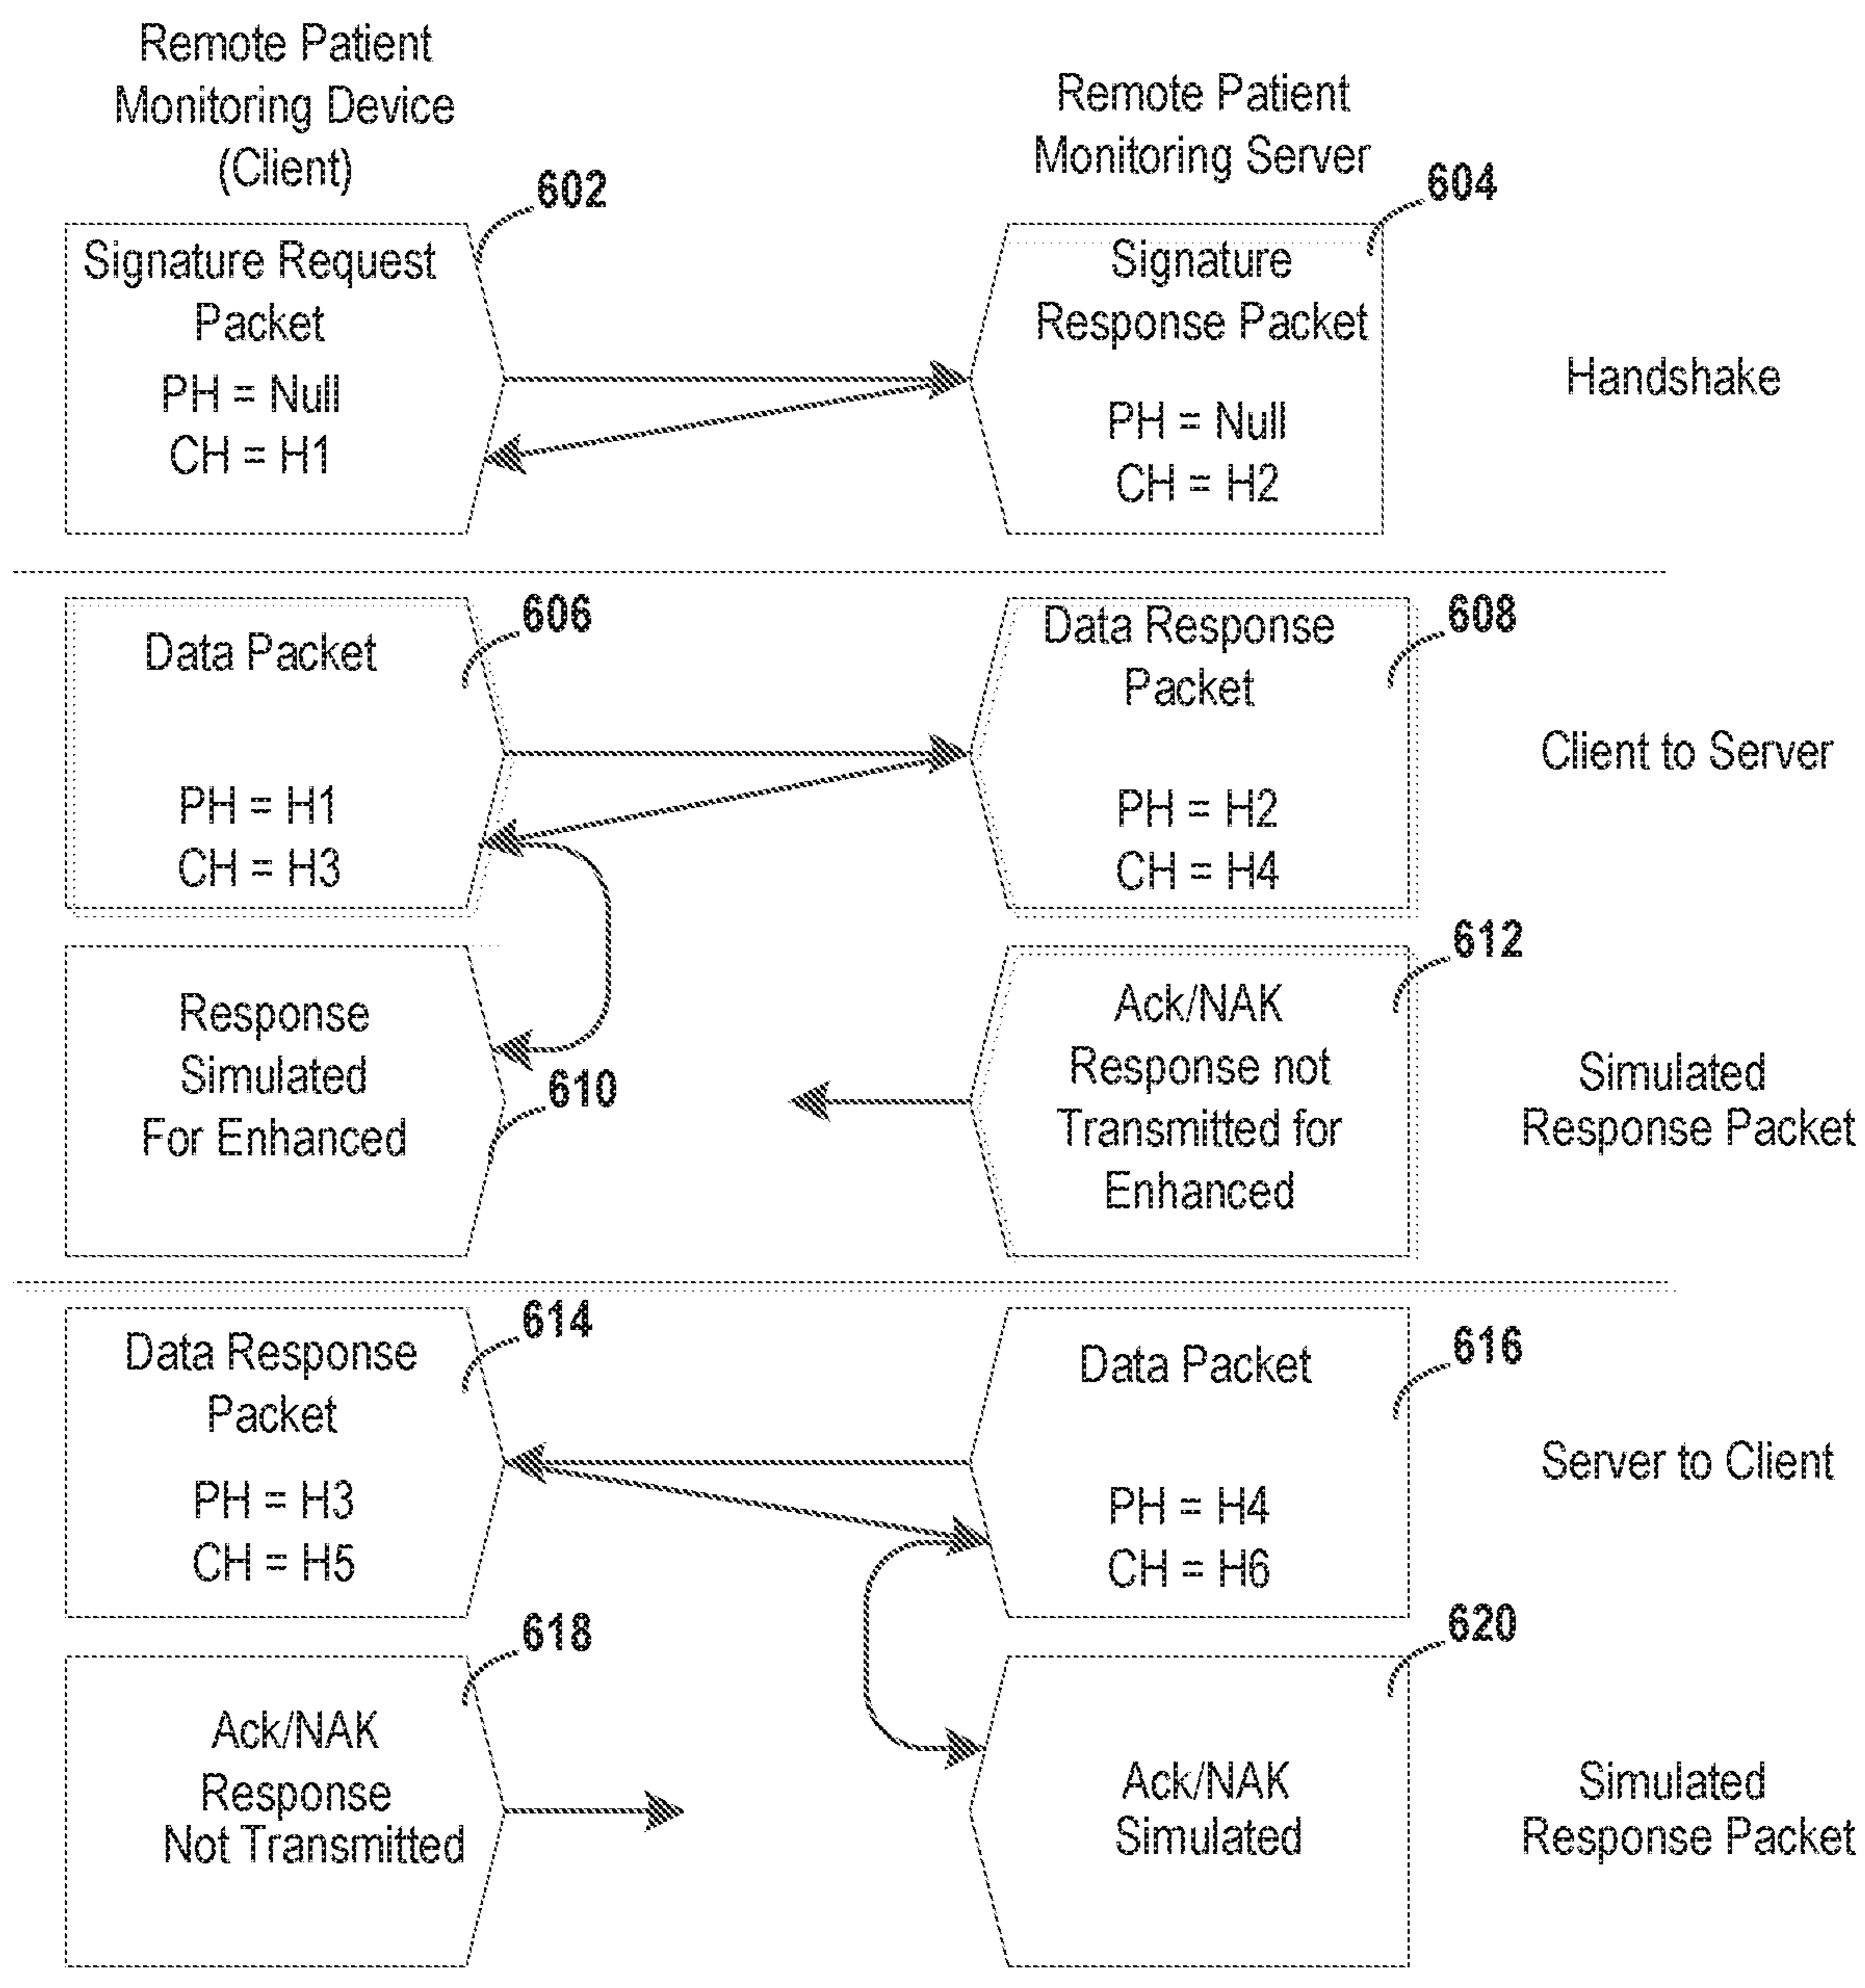 Remote Patient
Monitoring Device
(Client)
Remote Patient
Monitoring Server
602
604
Signature Request
Packet
PH = Null
CH = H1
Signature
Response Packet
PH = Null
CH = H2
Handshake
606
Data Packet
PH = H1
CH = H3
608
Data Response
Packet
PH = H2
CH = H4
Client to Server
Response
Simulated
For Enhanced
610
612
Ack/NAK
Response not
Transmitted for
Enhanced
Simulated
Response Packet
614
Data Response
Packet
PH = H3
CH = H5
616
Data Packet
PH = H4
CH = H6
Server to Client
618
Ack/NAK
Response
Not Transmitted
620
Ack/NAK
Simulated
Simulated
Response Packet